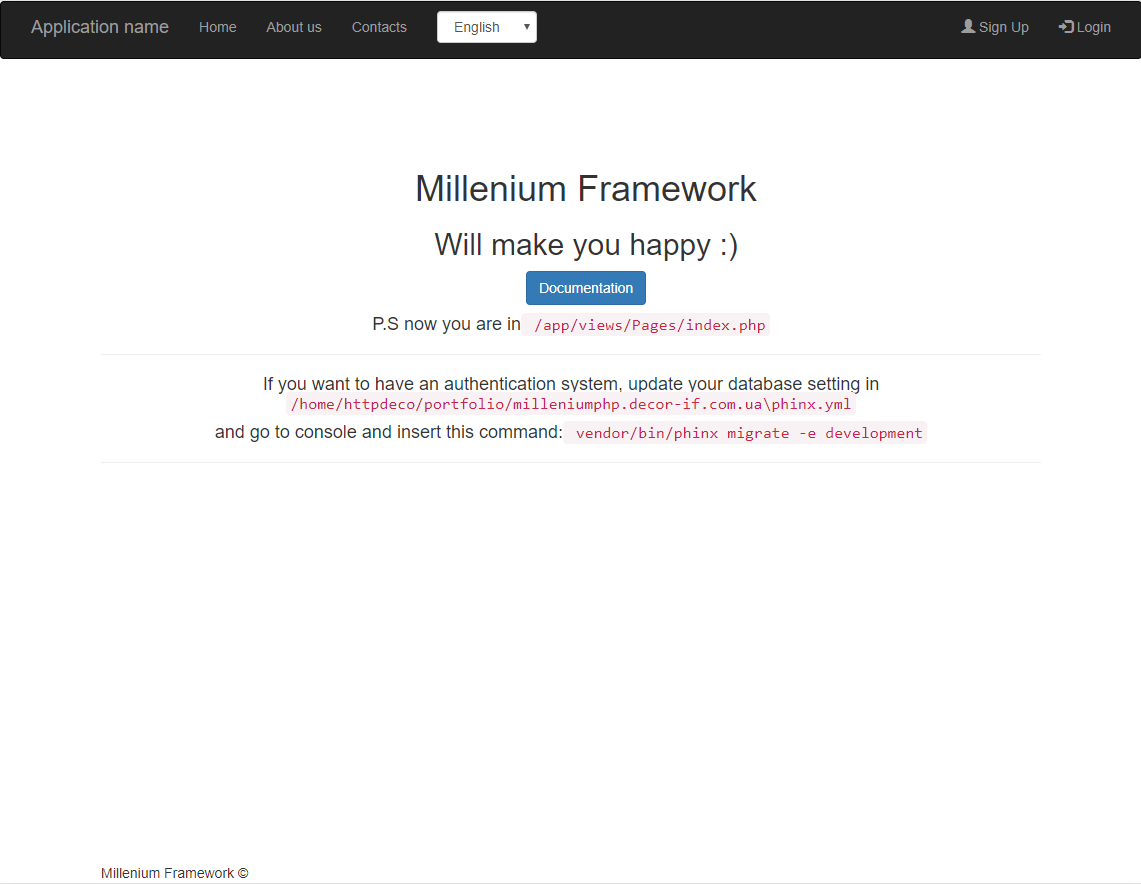 Application name Home About us Contacts English Sign Up Login
Millenium Framework
Will make you happy :)
Documentation
P.S now you are in /app/views/Pages/index.php
If you want to have an authentication system, update your database setting in
/home/httpdeco/portfolio/milleniumphp.decor-if.com.ua\phinx.yml
and go to console and insert this command: vendor/bin/phinx migrate -e development
Millenium Framework ©